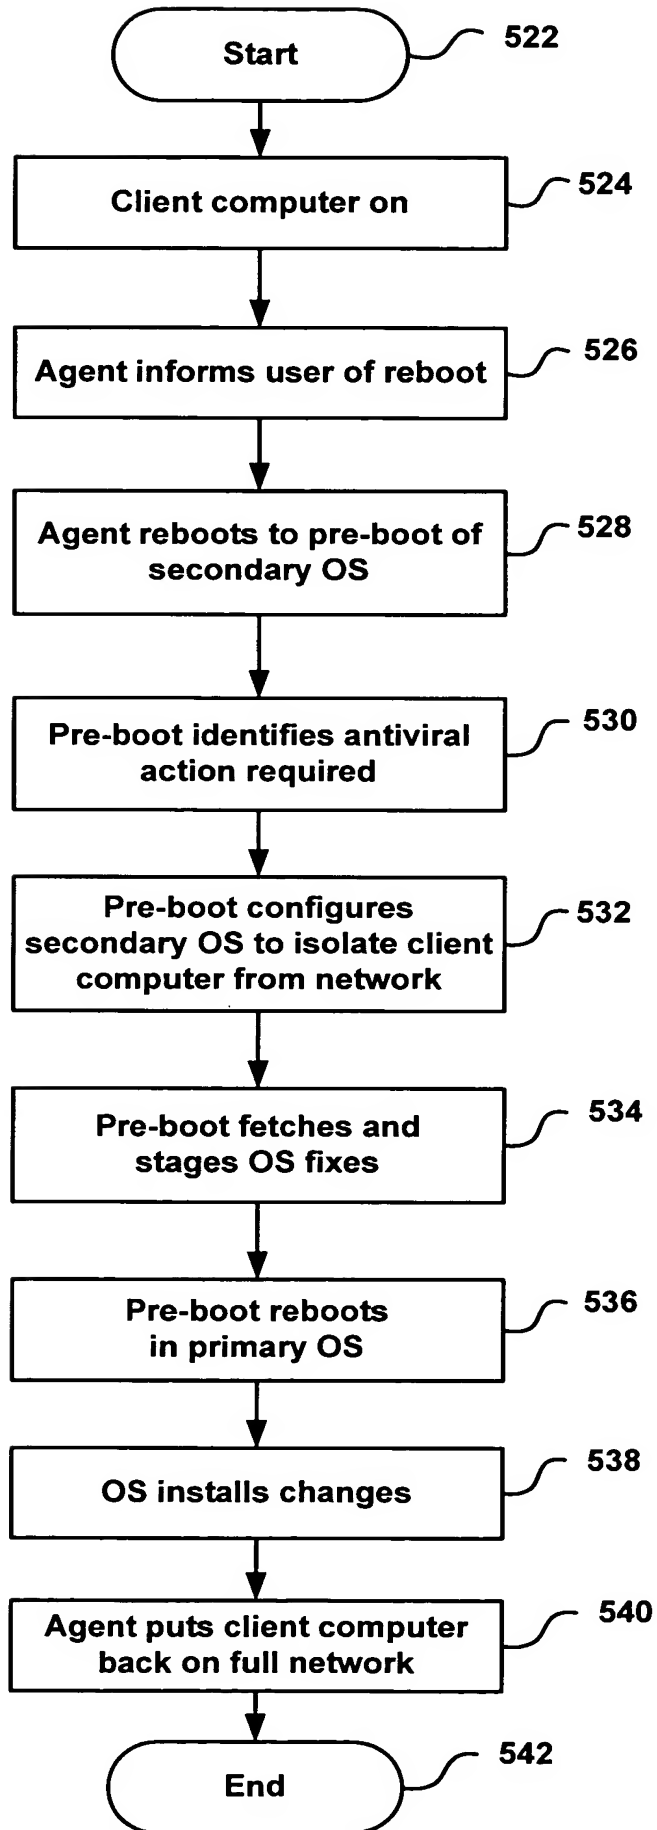 Start
522
Client computer on
524
Agent informs user of reboot
526
Agent reboots to pre-boot of
secondary OS
528
Pre-boot identifies antiviral
action required
530
Pre-boot configures
secondary OS to isolate client
computer from network
532
Pre-boot fetches and
stages OS fixes
534
Pre-boot reboots
in primary OS
536
OS installs changes
538
Agent puts client computer
back on full network
540
End
542